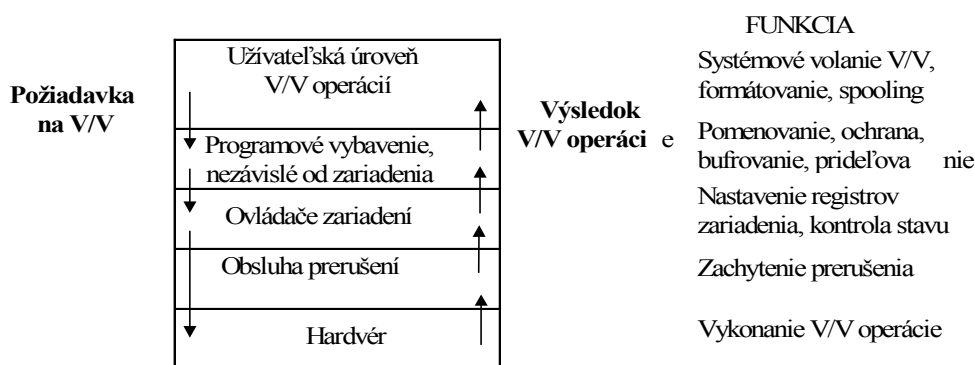 FUNKCIA
Požiadavka
na V/V
Užívateľská úroveň
V/V operácií
Programové vybavenie,
nezávislé od zariadenia
Ovládače zariadení
Obsluha prerušení
Hardvér
Výsledok
V/V operáci e
Systémové volanie V/V,
formátovanie, spooling
Pomenovanie, ochrana,
bufrovanie, prideľova nie
Nastavenie registrov
zariadenia, kontrola stavu
Zachytenie prerušenia
Vykonanie V/V operácie